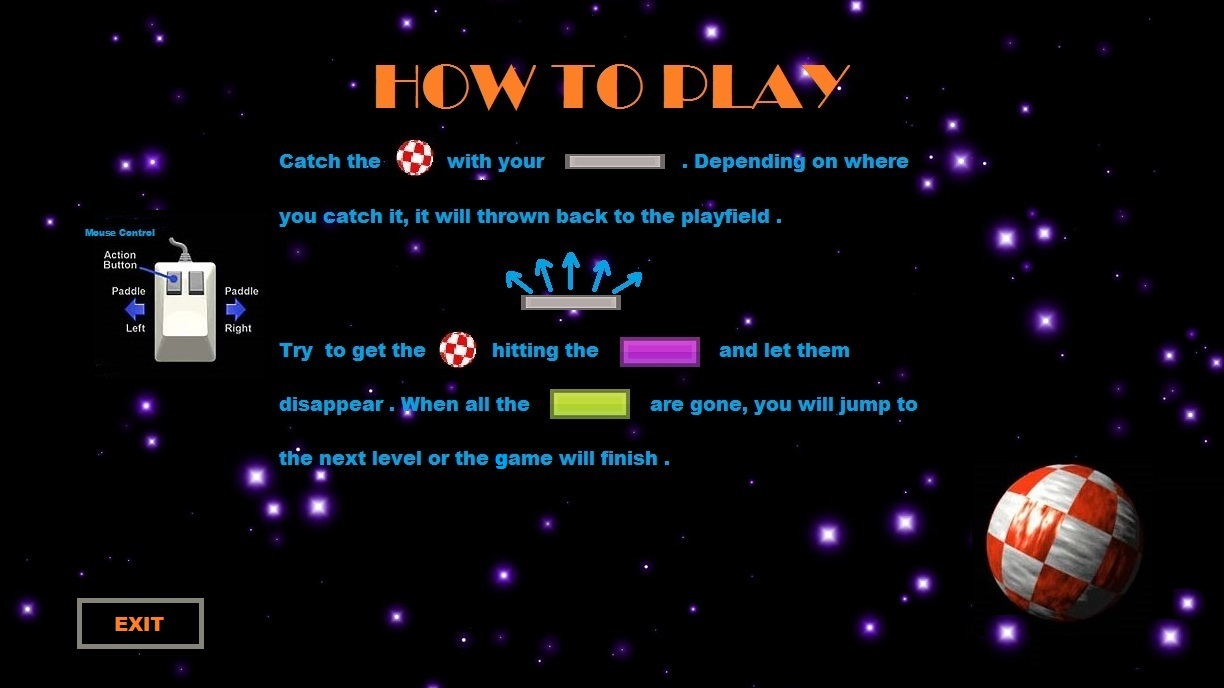 HOW TO PLAY
Catch the with your . Depending on where
you catch it, it will thrown back to the playfield .
Mouse Control
Action
Button
Paddle Paddle
Left Right
Try to get the hitting the and let them
disappear . When all the are gone, you will jump to
the next level or the game will finish .
EXIT